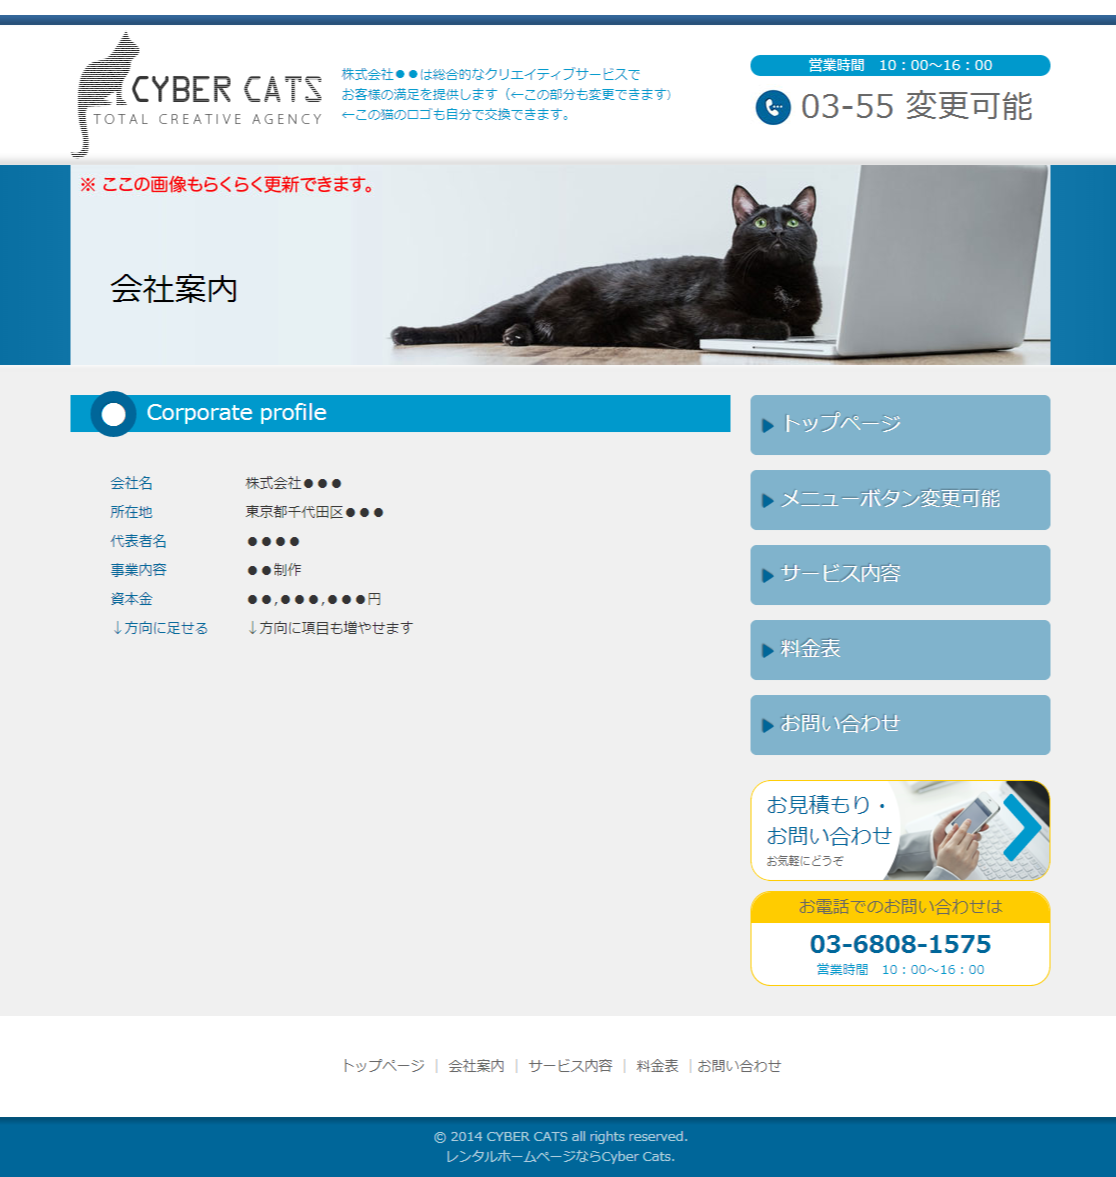 CYBER CATS
TOTAL CREATIVE AGENCY
株式会社●●は総合的なクリエイティブサービスで
お客様の満足を提供します（←この部分も変更できます）
←この猫のロゴも自分で交換できます。
営業時間　10：00～16：00
03-55 変更可能
※ ここの画像もらくらく更新できます。
会社案内
Corporate profile
会社名 株式会社●●●
所在地 東京都千代田区●●●
代表者名 ●●●●
事業内容 ●●制作
資本金 ●●,●●●,●●●円
↓方向に足せる ↓方向に項目も増やせます
トップページ
メニューボタン変更可能
サービス内容
料金表
お問い合わせ
お見積もり・
お問い合わせ
お気軽にどうぞ
お電話でのお問い合わせは
03-6808-1575
営業時間　10：00～16：00
トップページ ｜ 会社案内 ｜ サービス内容 ｜ 料金表 ｜お問い合わせ
© 2014 CYBER CATS all rights reserved.
レンタルホームページならCyber Cats.